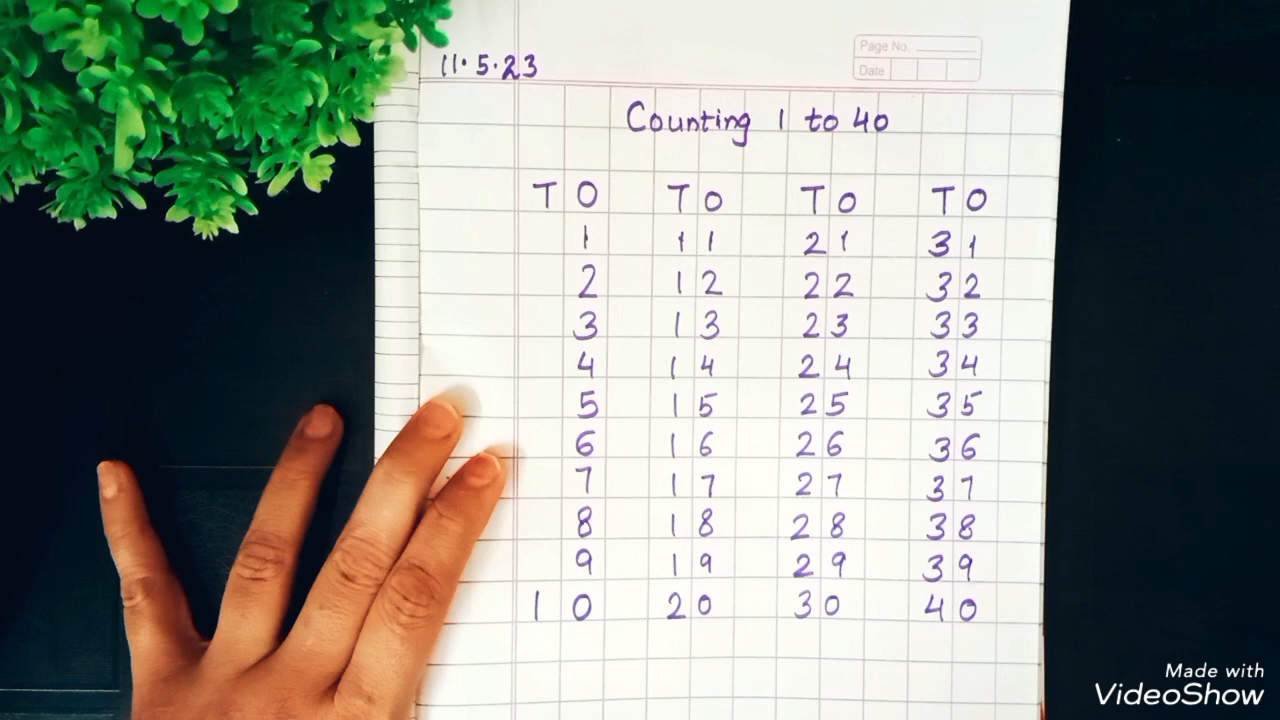 11.5.23
Page No.
Date
Counting 1 to 40
T O T O T O T O
1 11 21 31
2 12 22 32
3 13 23 33
4 14 24 34
5 15 25 35
6 16 26 36
7 17 27 37
8 18 28 38
9 19 29 39
10 20 30 40
Made with
VideoShow